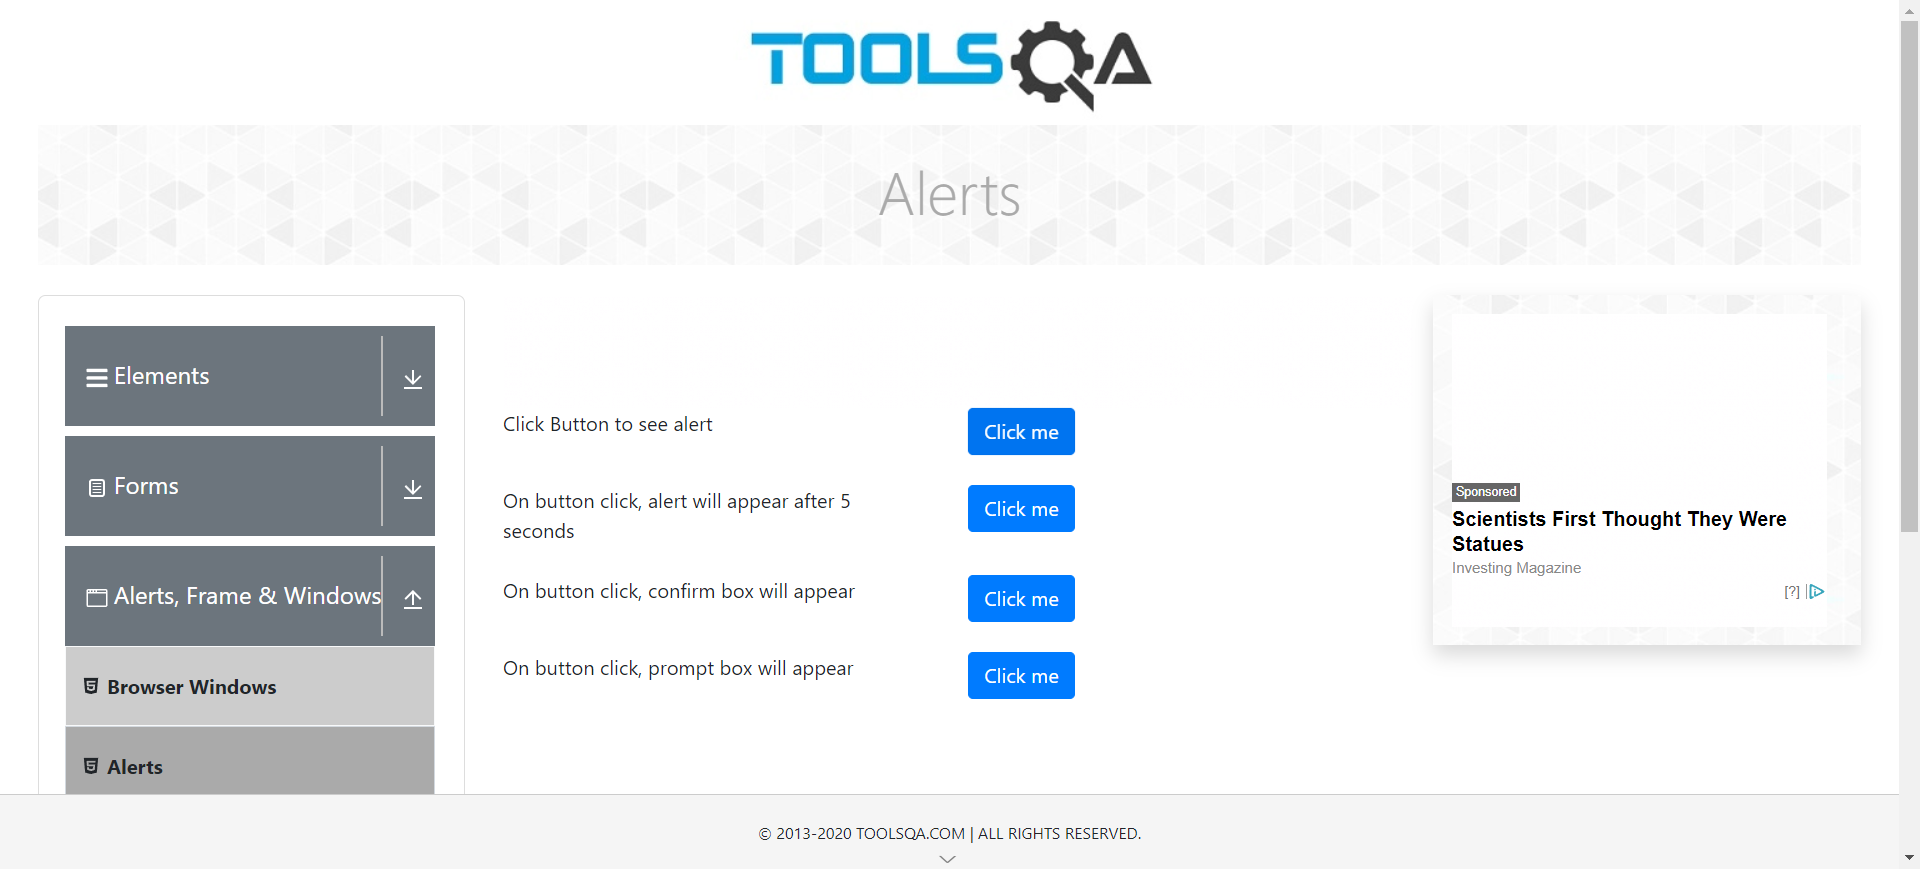 TOOLSQA
Alerts
Elements
Forms
Alerts, Frame & Windows
Browser Windows
Alerts
Click Button to see alert
Click me
On button click, alert will appear after 5
seconds
Click me
On button click, confirm box will appear
Click me
On button click, prompt box will appear
Click me
Sponsored
Scientists First Thought They Were
Statues
Investing Magazine
[?]
© 2013-2020 TOOLSQA.COM | ALL RIGHTS RESERVED.